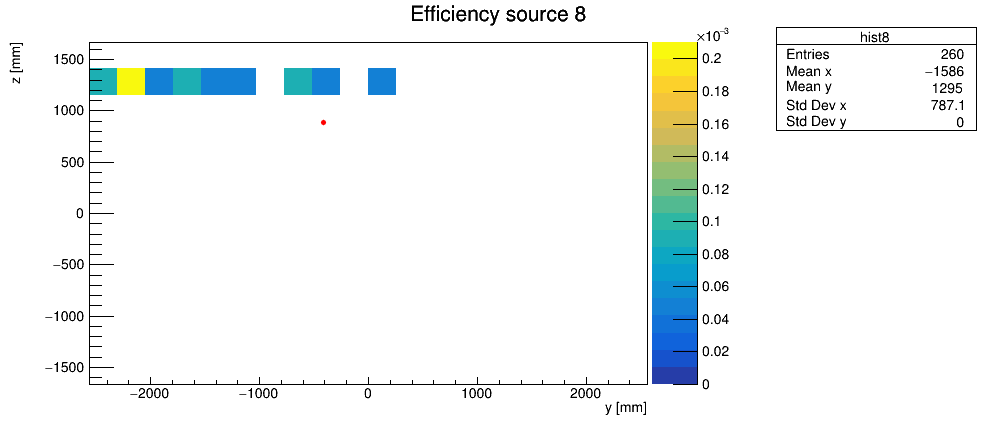 Efficiency source 8
z [mm]
1500
1000
500
0
−500
−1000
−1500
−2000
−1000
0
1000
2000
y [mm]
×10⁻³
0.2
0.18
0.16
0.14
0.12
0.1
0.08
0.06
0.04
0.02
0
hist8
Entries 260
Mean x −1586
Mean y 1295
Std Dev x 787.1
Std Dev y 0